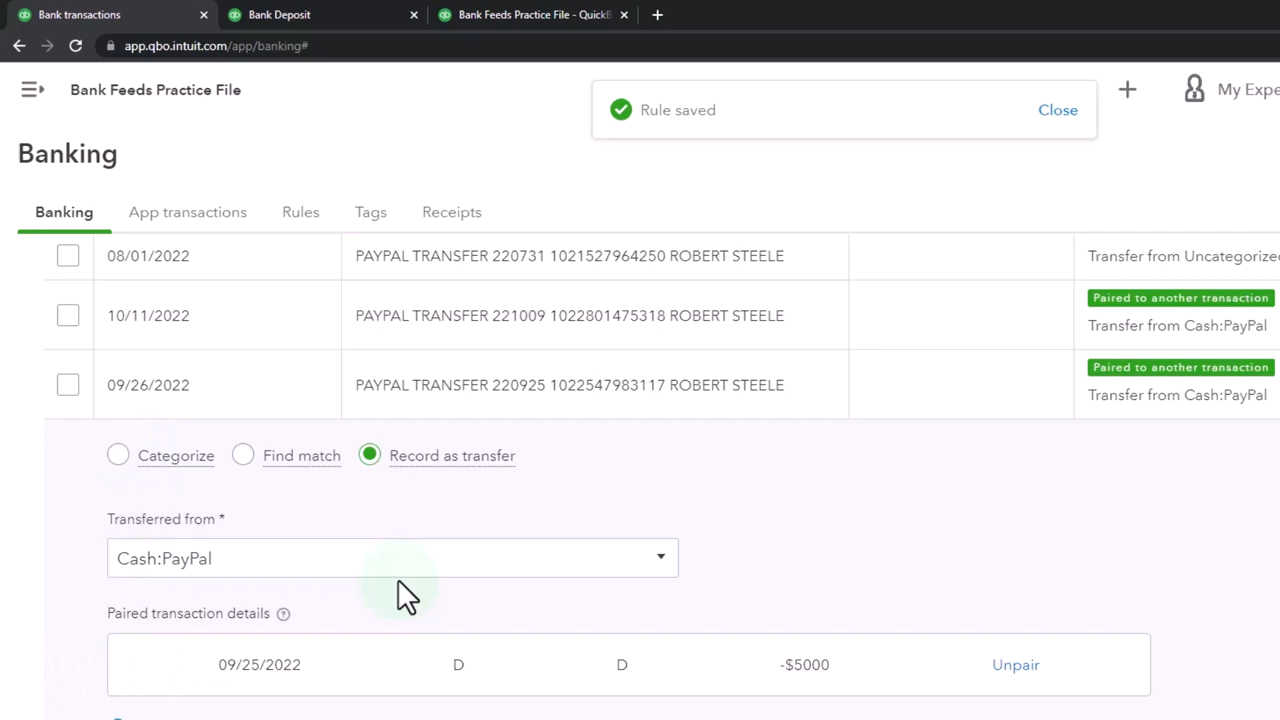 Bank transactions
Bank Deposit
Bank Feeds Practice File - QuickB
app.qbo.intuit.com/app/banking#
Bank Feeds Practice File
Rule saved
Close
My Expe
Banking
Banking
App transactions
Rules
Tags
Receipts
08/01/2022
PAYPAL TRANSFER 220731 1021527964250 ROBERT STEELE
Transfer from Uncategorize
10/11/2022
PAYPAL TRANSFER 221009 1022801475318 ROBERT STEELE
Paired to another transaction
Transfer from Cash:PayPal
09/26/2022
PAYPAL TRANSFER 220925 1022547983117 ROBERT STEELE
Paired to another transaction
Transfer from Cash:PayPal
Categorize
Find match
Record as transfer
Transferred from *
Cash:PayPal
Paired transaction details ?
09/25/2022
D
D
-$5000
Unpair